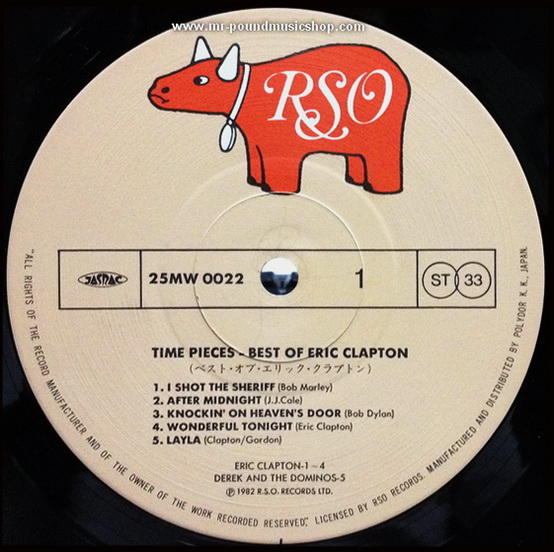 www.mr-poundmusicshop.com
RSO
JASRAC
25MW 0022
1
ST 33
TIME PIECES - BEST OF ERIC CLAPTON
(ベスト・オブ・エリック・クラプトン)
1. I SHOT THE SHERIFF (Bob Marley)
2. AFTER MIDNIGHT (J.J.Cale)
3. KNOCKIN' ON HEAVEN'S DOOR (Bob Dylan)
4. WONDERFUL TONIGHT (Eric Clapton)
5. LAYLA (Clapton/Gordon)
ERIC CLAPTON-1~4
DEREK AND THE DOMINOS-5
Ⓟ 1982 R.S.O. RECORDS LTD.
"ALL RIGHTS OF THE RECORD MANUFACTURER AND OF THE OWNER OF THE WORK RECORDED RESERVED", LICENSED BY RSO RECORDS. MANUFACTURED AND DISTRIBUTED BY POLYDOR K. K., JAPAN.